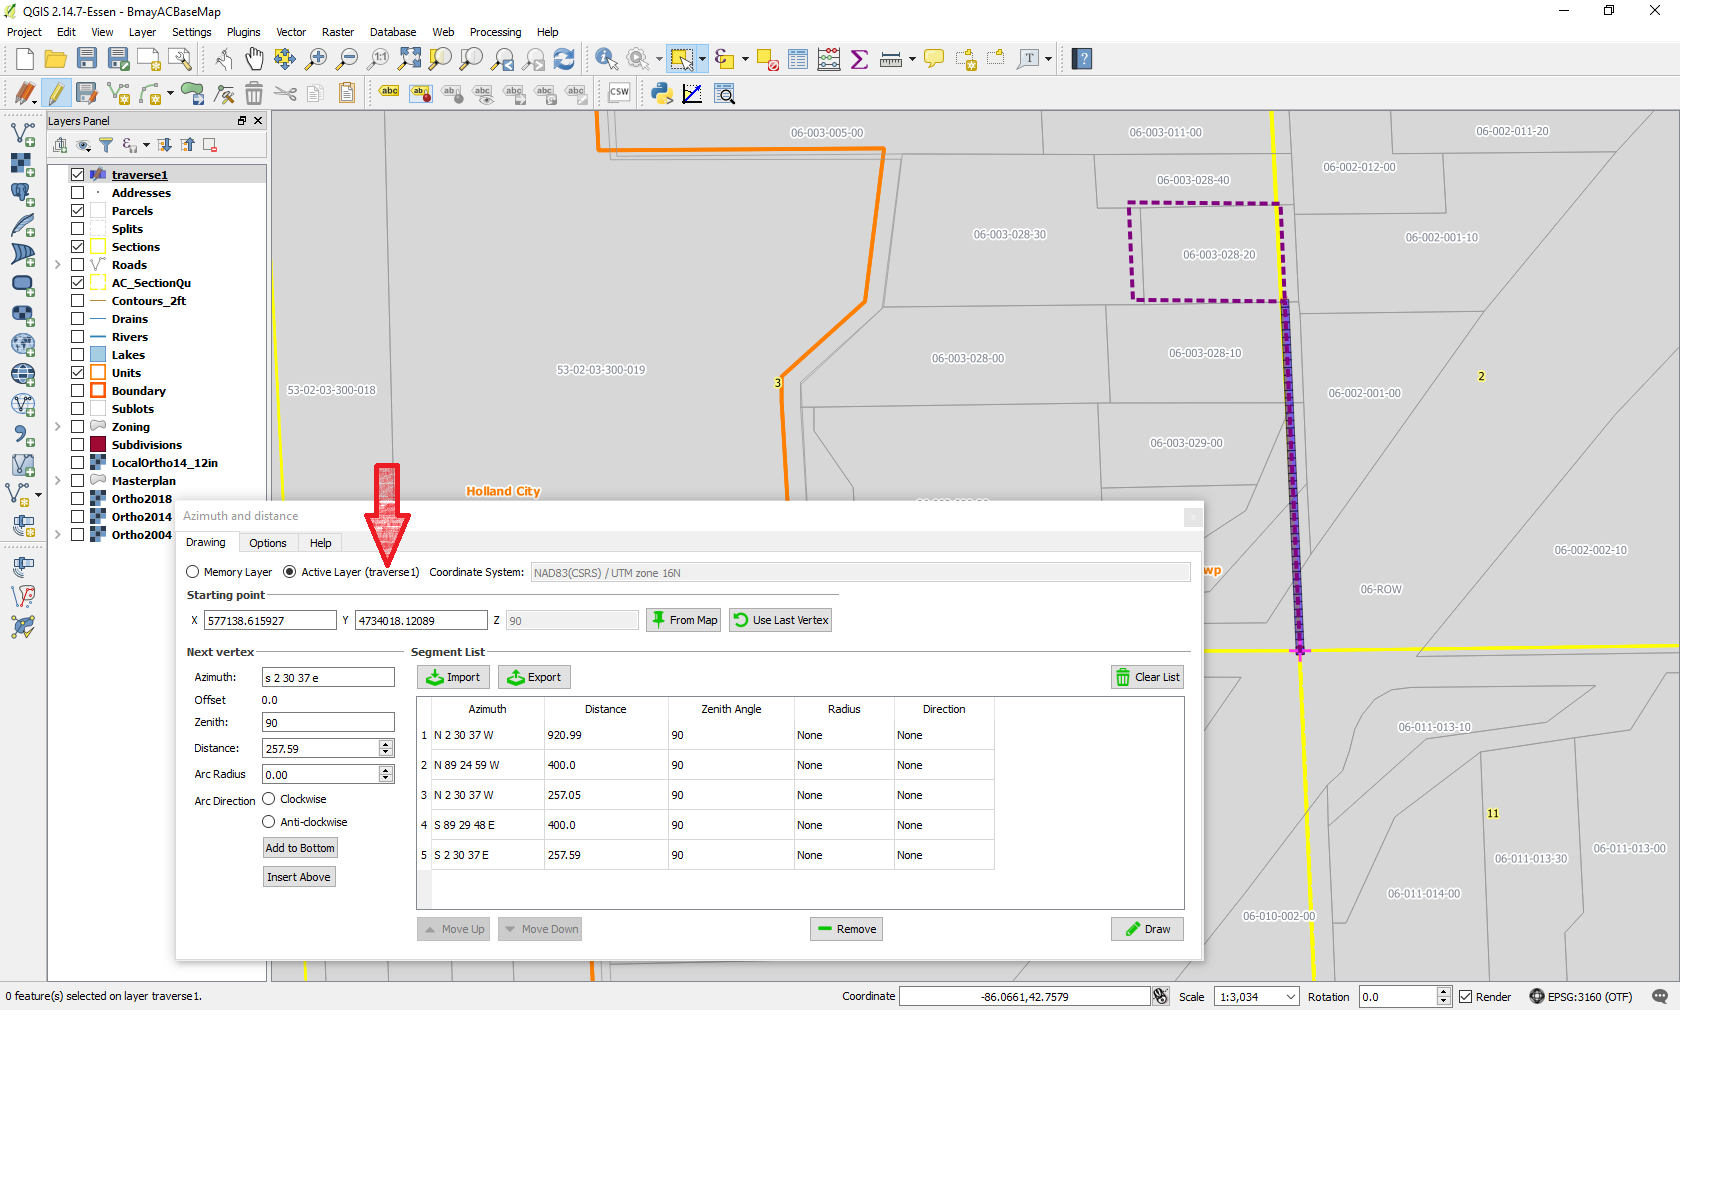 QGIS 2.14.7-Essen - BmayACBaseMap
Project Edit View Layer Settings Plugins Vector Raster Database Web Processing Help
CSW
Layers Panel
traverse1
Addresses
Parcels
Splits
Sections
Roads
AC_SectionQu
Contours_2ft
Drains
Rivers
Lakes
Units
Boundary
Sublots
Zoning
Subdivisions
LocalOrtho14_12in
Masterplan
Ortho2018
Ortho2014
Ortho2004
06-003-005-00
06-003-011-00
06-002-011-20
06-002-012-00
06-003-028-40
06-003-028-30
06-003-028-20
06-002-001-10
06-003-028-00
06-003-028-10
53-02-03-300-019
3
2
53-02-03-300-018
06-002-001-00
06-003-029-00
Holland City
06-002-002-10
wp
06-ROW
06-011-013-10
11
06-011-013-30
06-011-013-00
06-011-014-00
06-010-002-00
Azimuth and distance
Drawing Options Help
Memory Layer Active Layer (traverse1) Coordinate System: NAD83(CSRS) / UTM zone 16N
Starting point
X 577138.615927 Y 4734018.12089 Z 90 From Map Use Last Vertex
Next vertex
Azimuth: s 2 30 37 e
Offset 0.0
Zenith: 90
Distance: 257.59
Arc Radius 0.00
Arc Direction Clockwise
Anti-clockwise
Add to Bottom
Insert Above
Segment List
Import Export Clear List
Azimuth Distance Zenith Angle Radius Direction
1 N 2 30 37 W 920.99 90 None None
2 N 89 24 59 W 400.0 90 None None
3 N 2 30 37 W 257.05 90 None None
4 S 89 29 48 E 400.0 90 None None
5 S 2 30 37 E 257.59 90 None None
Move Up Move Down Remove Draw
0 feature(s) selected on layer traverse1.
Coordinate -86.0661,42.7579 Scale 1:3,034 Rotation 0.0 Render EPSG:3160 (OTF)